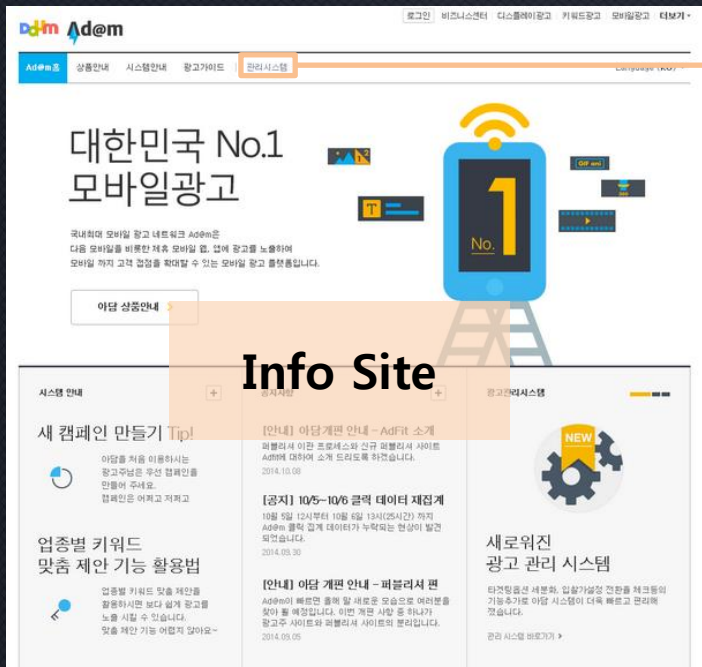 로그인 비즈니스센터 디스플레이광고 키워드광고 모바일광고 더보기
Daum Ad@m
Ad@m홈 상품안내 시스템안내 광고가이드 관리시스템
대한민국 No.1
모바일광고
국내최대 모바일 광고 네트워크 Ad@m은
다음 모바일을 비롯한 제휴 모바일 웹, 앱에 광고를 노출하여
모바일 까지 고객 접점을 확대할 수 있는 모바일 광고 플랫폼입니다.
아담 상품안내 >
GIF ani
T
No.
1
Info Site
시스템 안내
새 캠페인 만들기 Tip!
아담을 처음 이용하시는
광고주님은 우선 캠페인을
만들어 주세요.
캠페인은 어쩌고 저쩌고
업종별 키워드
맞춤 제안 기능 활용법
업종별 키워드 맞춤 제안를
활용하시면 보다 쉽게 광고를
노출 시킬 수 있습니다.
맞춤 제안 기능 어렵지 않아요~
공지사항
[안내] 아담개편 안내 - AdFit 소개
퍼블리셔 이관 프로세스와 신규 퍼블리셔 사이트
Adfit에 대하여 소개 드리도록 하겠습니다.
2014.10.08
[공지] 10/5~10/6 클릭 데이터 재집계
10월 5일 12시부터 10월 6일 13시(25시간) 까지
Ad@m 클릭 집계 데이터가 누락되는 현상이 발견
되었습니다.
2014.09.30
[안내] 아담 개편 안내 - 퍼블리셔 편
Ad@m이 빠르면 올해 말 새로운 모습으로 여러분을
찾아 뵐 예정입니다. 이번 개편 사항 중 하나가
광고주 사이트와 퍼블리셔 사이트의 분리입니다.
2014.09.05
광고관리시스템
NEW
새로워진
광고 관리 시스템
타겟팅옵션 세분화, 입찰가설정 전환율 체크등의
기능추가로 아담 시스템이 더욱 빠르고 편리해
졌습니다.
관리 시스템 바로가기